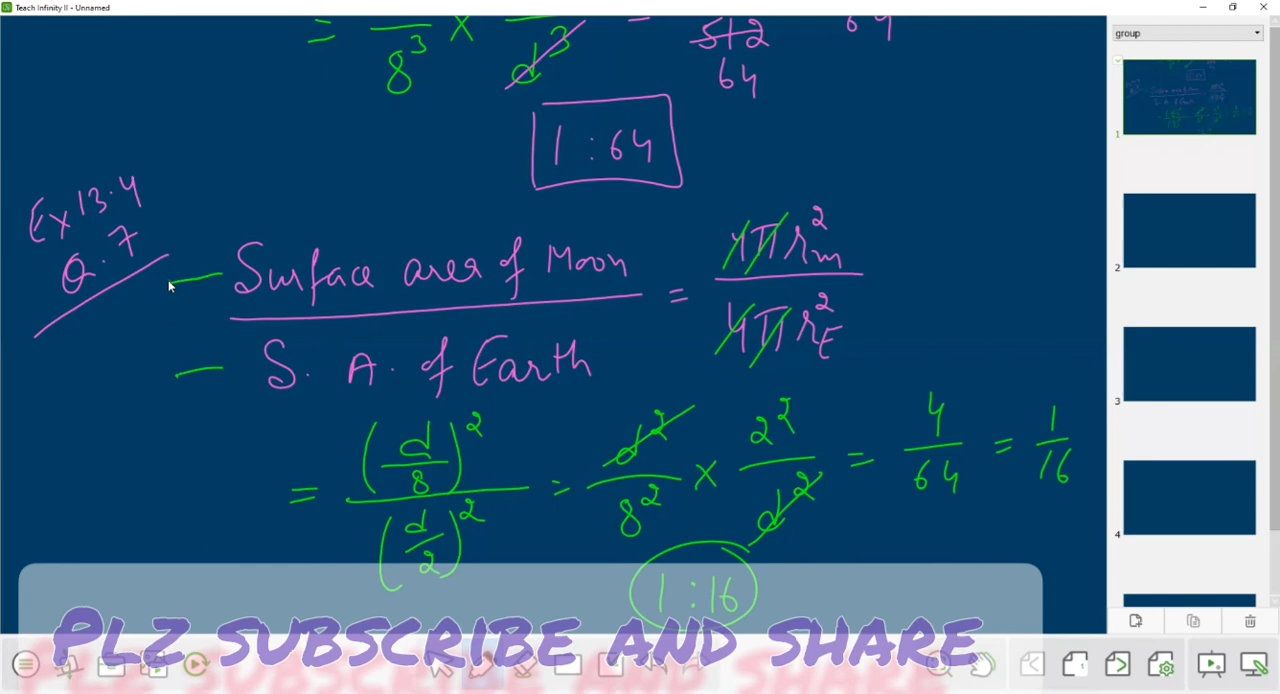 Teach Infinity II - Unnamed
group
= 8³ × d³ = 512 64
64
1 : 64
Ex 13.4
Q. 7
Surface area of Moon / S. A. of Earth = 4πr²m / 4πr²E
= (d/8)² / (d/2)² = d²/8² × 2²/d² = 4/64 = 1/16
1 : 16
Plz subscribe and share
1
2
3
4